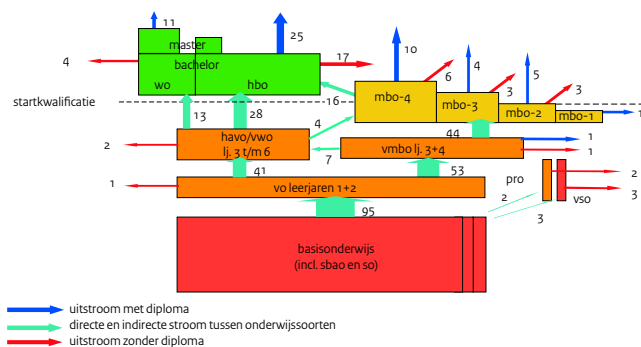 11
25
master
17
4
bachelor
wo
hbo
10
6
4
5
3
3
startkwalificatie
16
mbo-4
mbo-3
mbo-2
mbo-1
1
13
28
4
44
2
havo/vwo
lj. 3 t/m 6
7
vmbo lj. 3+4
1
1
41
53
1
vo leerjaren 1+2
pro
2
vso
3
2
3
95
basisonderwijs
(incl. sbao en so)
uitstroom met diploma
directe en indirecte stroom tussen onderwijssoorten
uitstroom zonder diploma